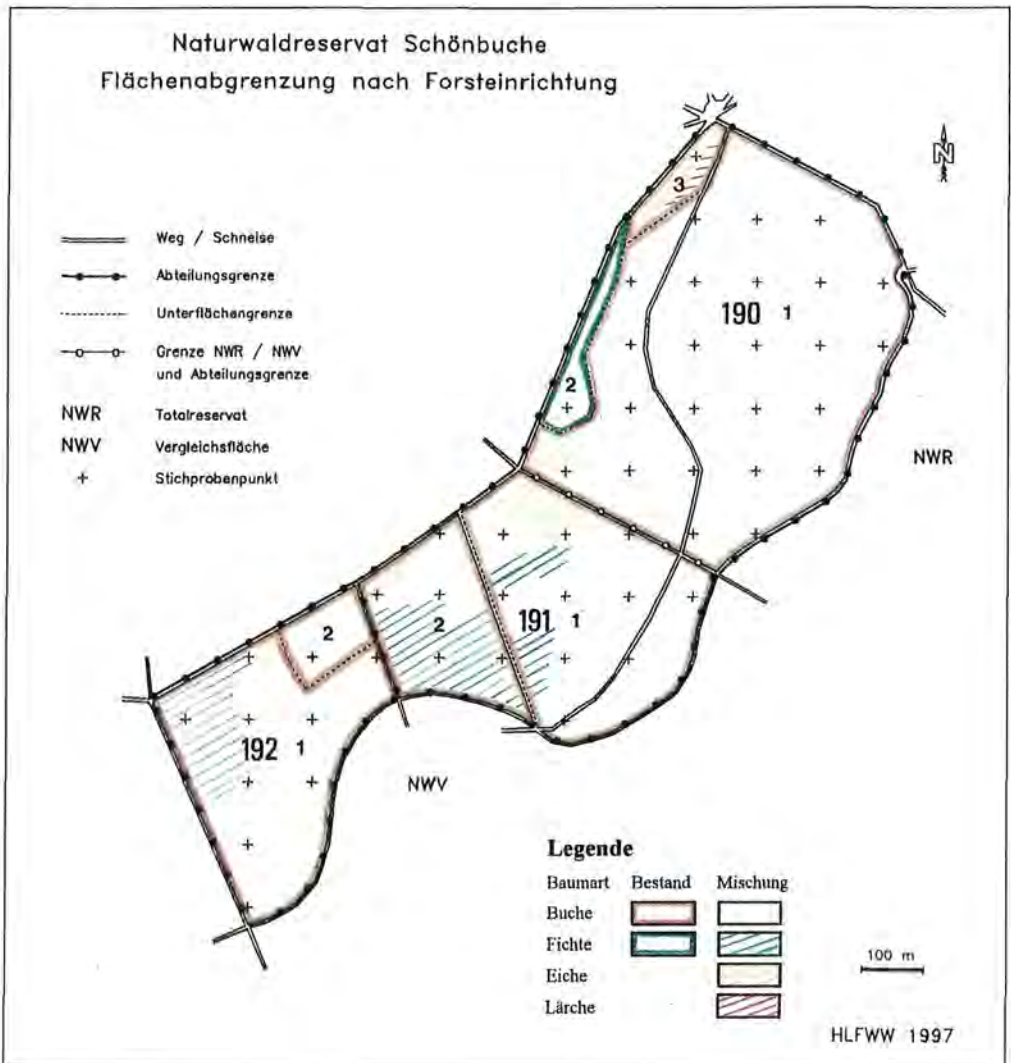 Naturwaldreservat Schönbuche
Flächenabgrenzung nach Forsteinrichtung
N
Weg / Schneise
Abteilungsgrenze
Unterflächengrenze
Grenze NWR / NWV
und Abteilungsgrenze
NWR Totalreservat
NWV Vergleichsfläche
+ Stichprobenpunkt
3
190 1
2
NWR
191 1
2
2
192 1
NWV
Legende
Baumart Bestand Mischung
Buche
Fichte
Eiche
Lärche
100 m
HLFWW 1997